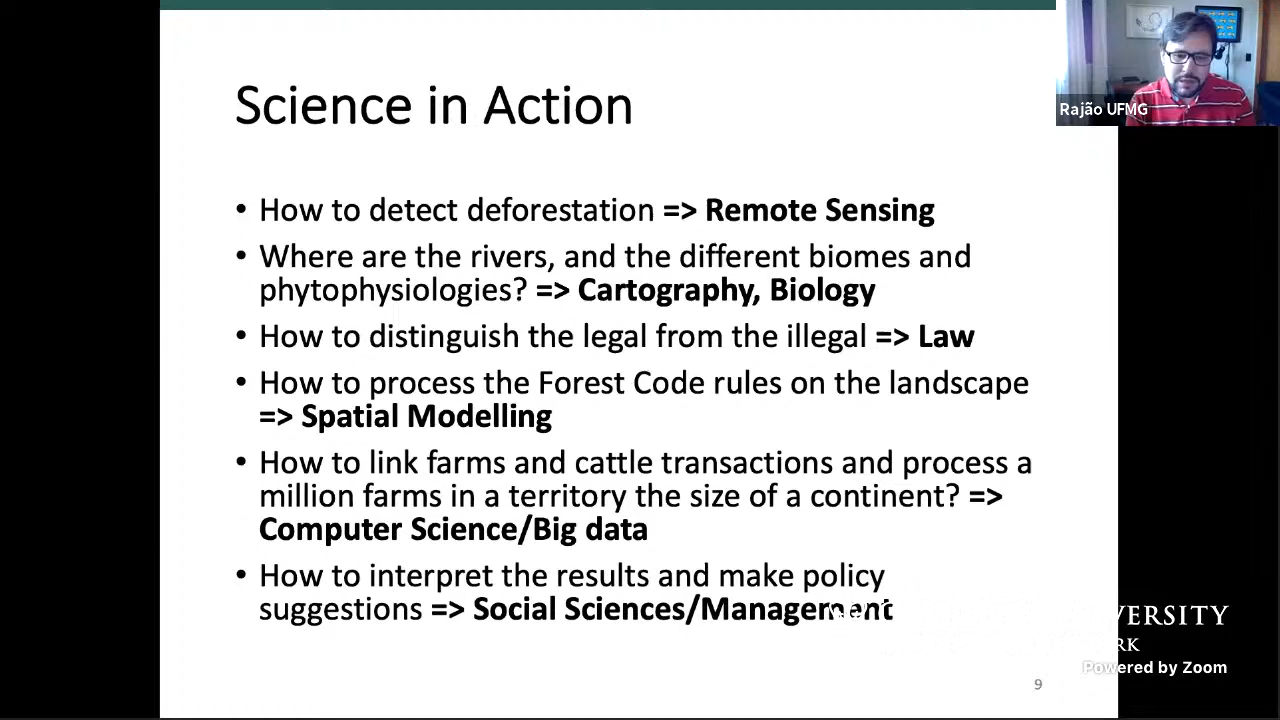 Science in Action
Rajão UFMG
• How to detect deforestation => Remote Sensing
• Where are the rivers, and the different biomes and
phytophysiologies? => Cartography, Biology
• How to distinguish the legal from the illegal => Law
• How to process the Forest Code rules on the landscape
=> Spatial Modelling
• How to link farms and cattle transactions and process a
million farms in a territory the size of a continent? =>
Computer Science/Big data
• How to interpret the results and make policy
suggestions => Social Sciences/Management
VERSITY
RK
Powered by Zoom
9